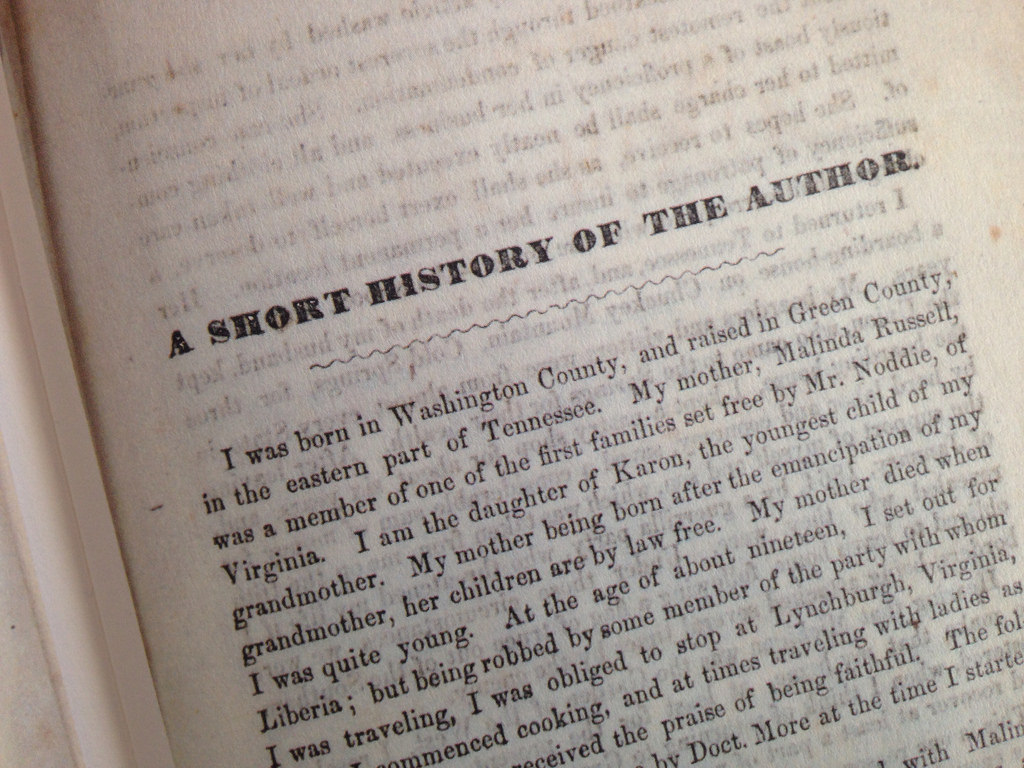 A SHORT HISTORY OF THE AUTHOR.
I was born in Washington County, and raised in Green County,
in the eastern part of Tennessee. My mother, Malinda Russell,
was a member of one of the first families set free by Mr. Noddie, of
Virginia. I am the daughter of Karon, the youngest child of my
grandmother. My mother being born after the emancipation of my
grandmother, her children are by law free. My mother died when
I was quite young. At the age of about nineteen, I set out for
Liberia; but being robbed by some member of the party with whom
I was traveling, I was obliged to stop at Lynchburgh, Virginia,
commenced cooking, and at times traveling with ladies as
received the praise of being faithful. The fol
by Doct. More at the time I starte
with Malin